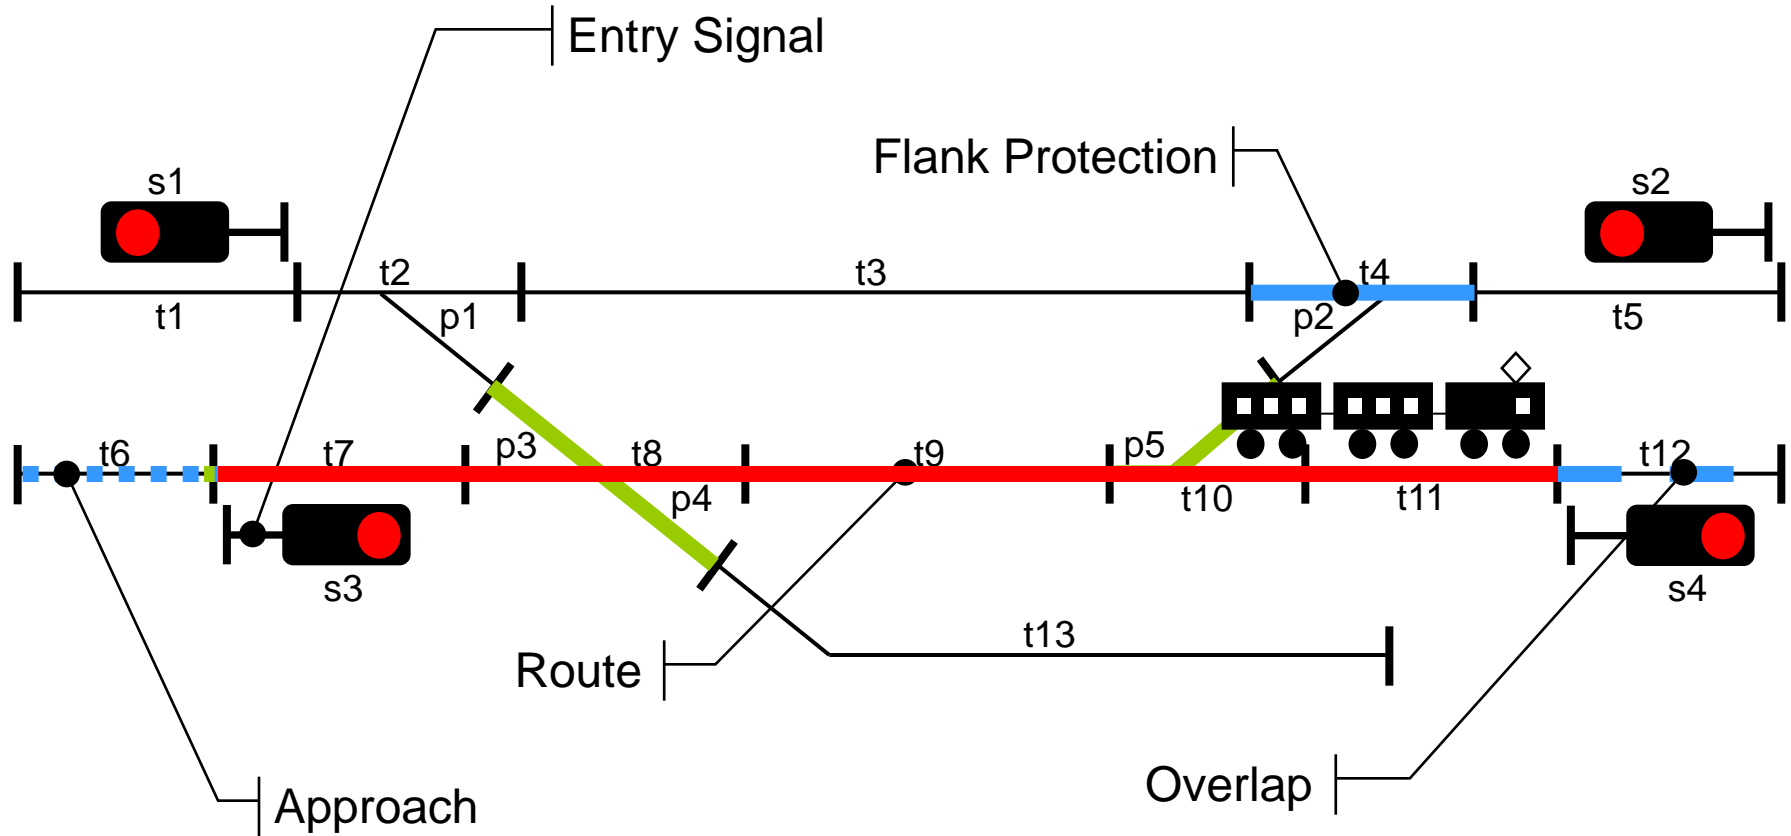 Entry Signal
Flank Protection
s1
s2
t2
t3
t4
t1
p1
p2
t5
t6
t7
p3
t8
t9
p5
t12
p4
t10
t11
s3
s4
t13
Route
Overlap
Approach